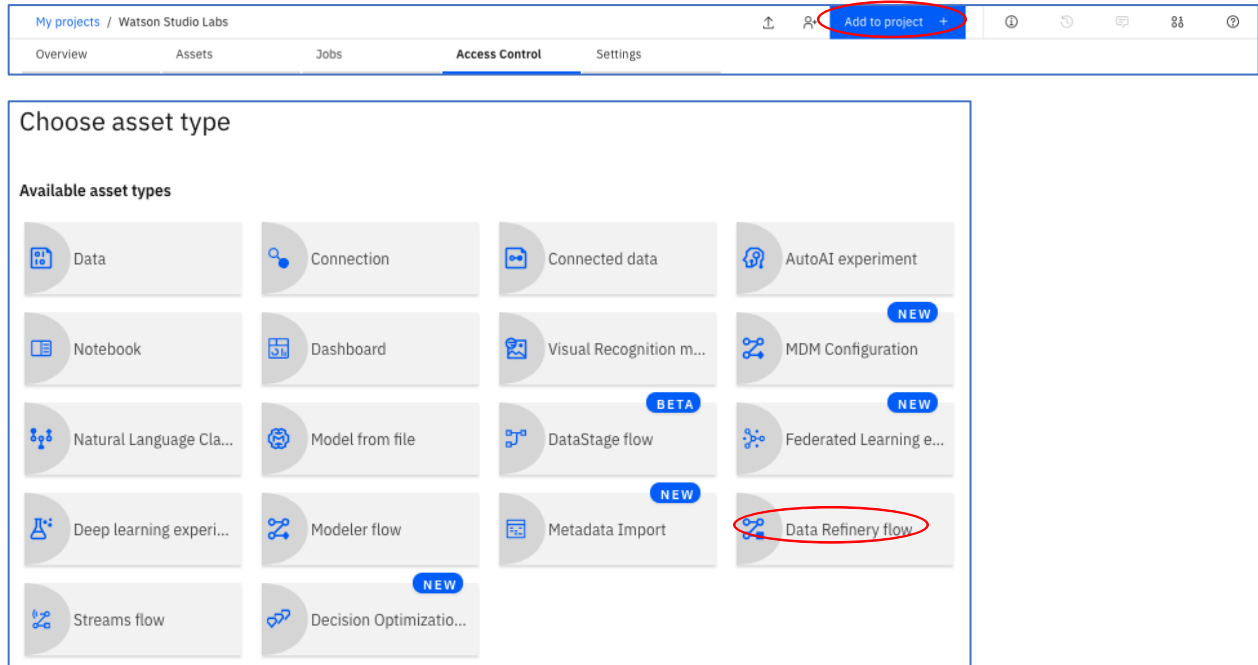 My projects / Watson Studio Labs
Add to project +
Overview Assets Jobs Access Control Settings
Choose asset type
Available asset types
Data Connection Connected data AutoAI experiment
NEW
Notebook Dashboard Visual Recognition m... MDM Configuration
BETA NEW
Natural Language Cla... Model from file DataStage flow Federated Learning e...
NEW
Deep learning experi... Modeler flow Metadata Import Data Refinery flow
NEW
Streams flow Decision Optimizatio...